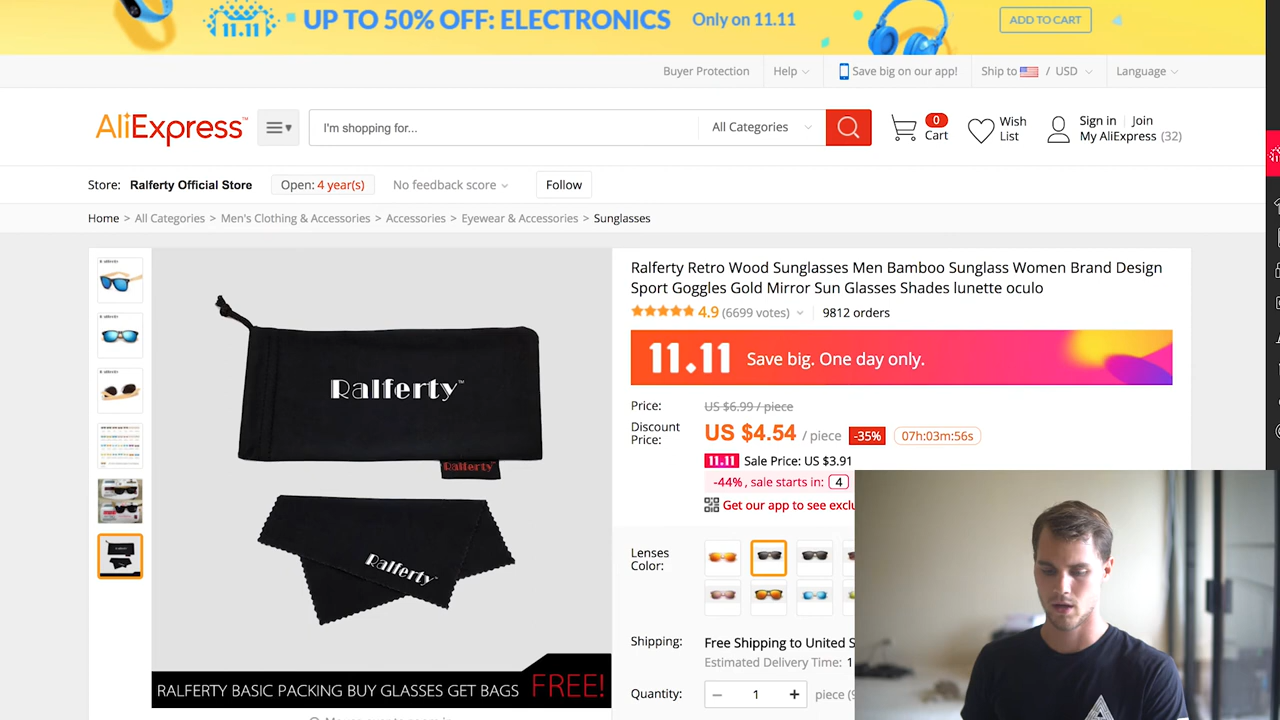 11.11
UP TO 50% OFF: ELECTRONICS
Only on 11.11
ADD TO CART
Buyer Protection
Help
Save big on our app!
Ship to / USD
Language
AliExpress™
I'm shopping for...
All Categories
0
Cart
Wish
List
Sign in | Join
My AliExpress (32)
Store: Ralferty Official Store
Open: 4 year(s)
No feedback score
Follow
Home > All Categories > Men's Clothing & Accessories > Accessories > Eyewear & Accessories > Sunglasses
Ralferty™
Ralferty
Ralferty
RALFERTY BASIC PACKING BUY GLASSES GET BAGS FREE!
Ralferty Retro Wood Sunglasses Men Bamboo Sunglass Women Brand Design
Sport Goggles Gold Mirror Sun Glasses Shades lunette oculo
4.9 (6699 votes)
9812 orders
11.11 Save big. One day only.
Price: US $6.99 / piece
Discount
Price:
US $4.54 / piece -35% 07h:03m:56s
11.11 Sale Price: US $3.91
-44%, sale starts in: 4
Get our app to see
Lenses
Color:
Shipping: Free Shipping to United
Estimated Delivery Time:
Quantity: − 1 + piece